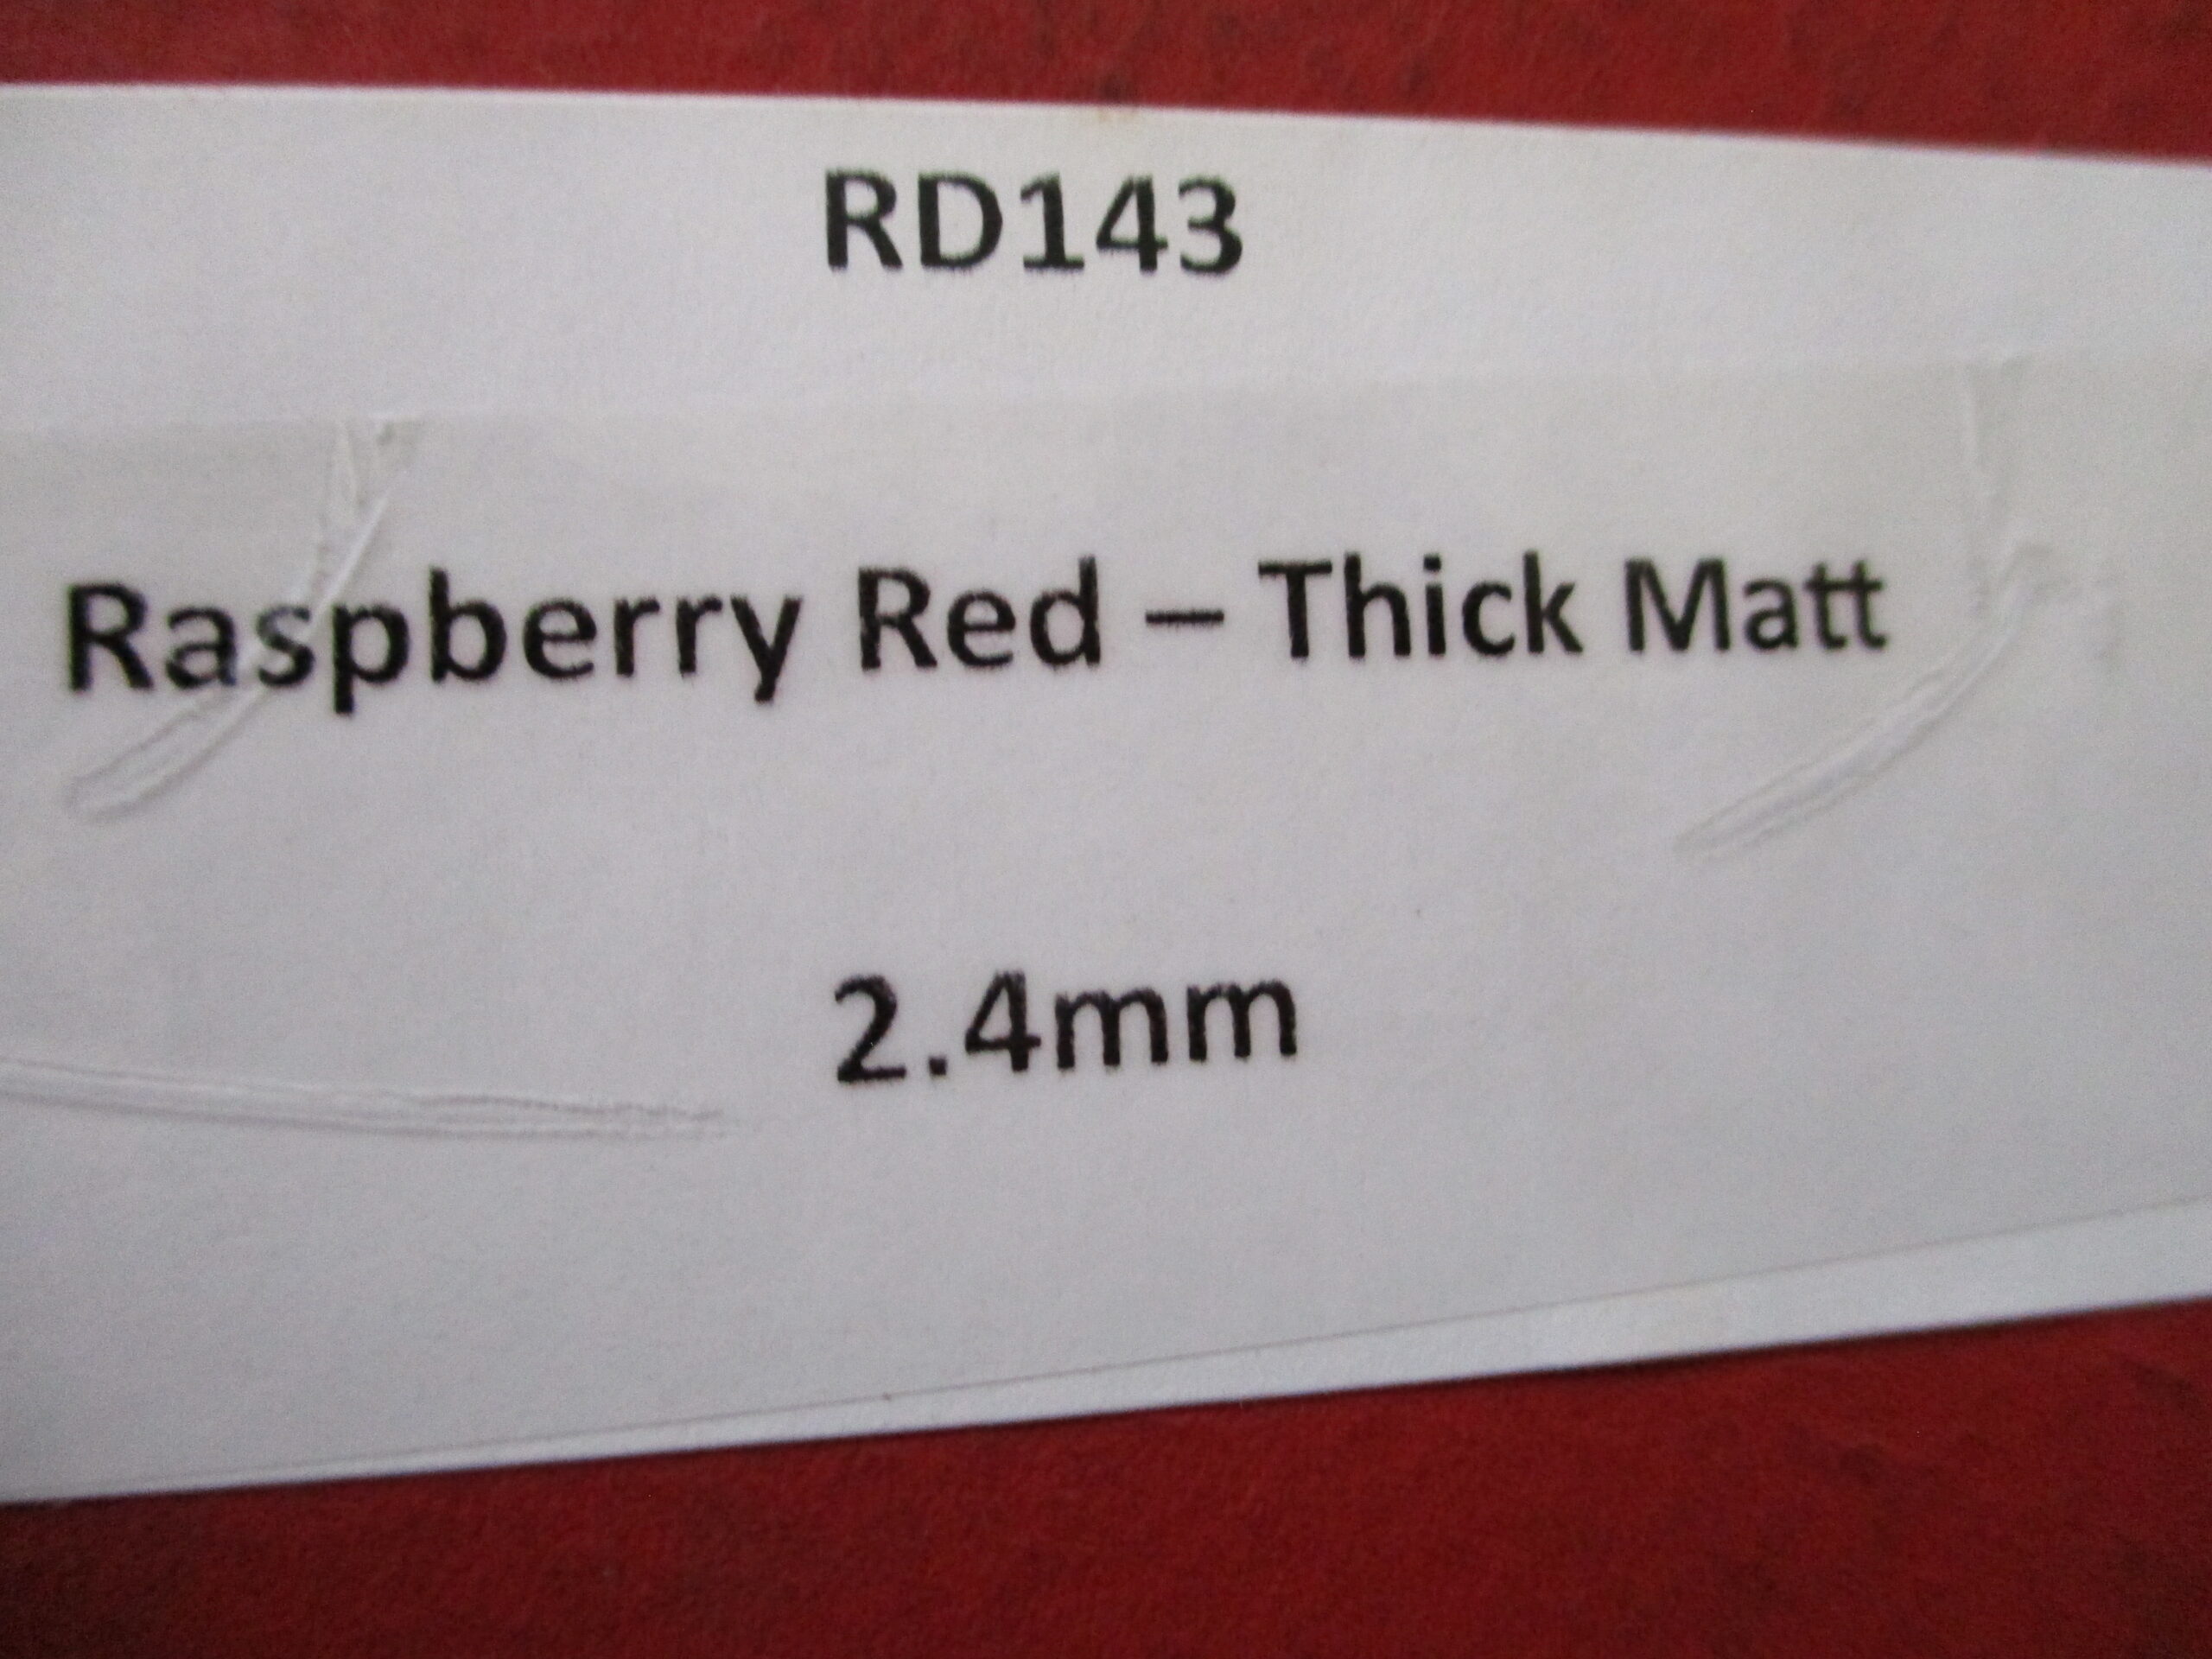 RD143
Raspberry Red – Thick Matt
2.4mm